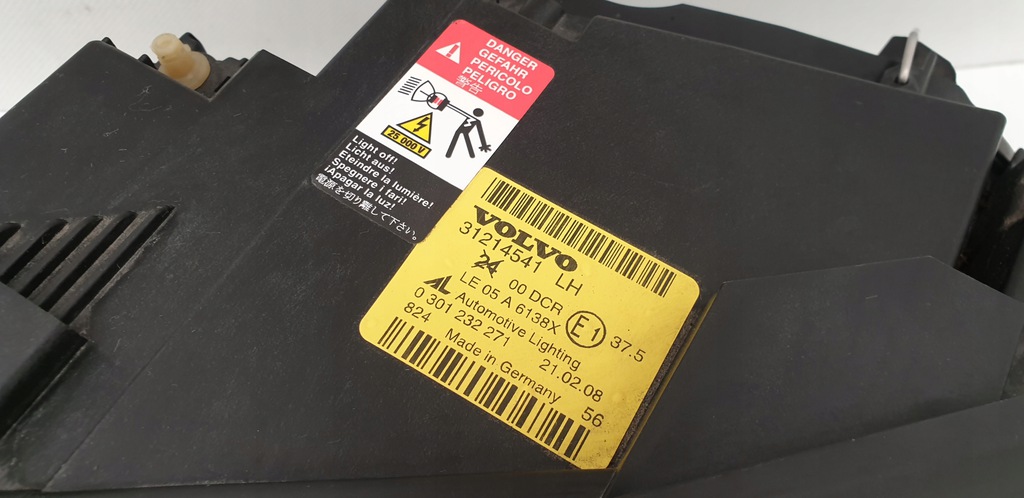 DANGER
GEFAHR
PERICOLO
PELIGRO
警告
25 000 V
Light off!
Licht aus!
Eteindre la lumière!
Spegnere i fari!
¡Apagar la luz!
電源を切り離して下さい。
VOLVO
31214541 LH
24 00 DCR
LE 05 A 6138X E1 37.5
AL Automotive Lighting
0 301 232 271 21.02.08
824 Made in Germany 56